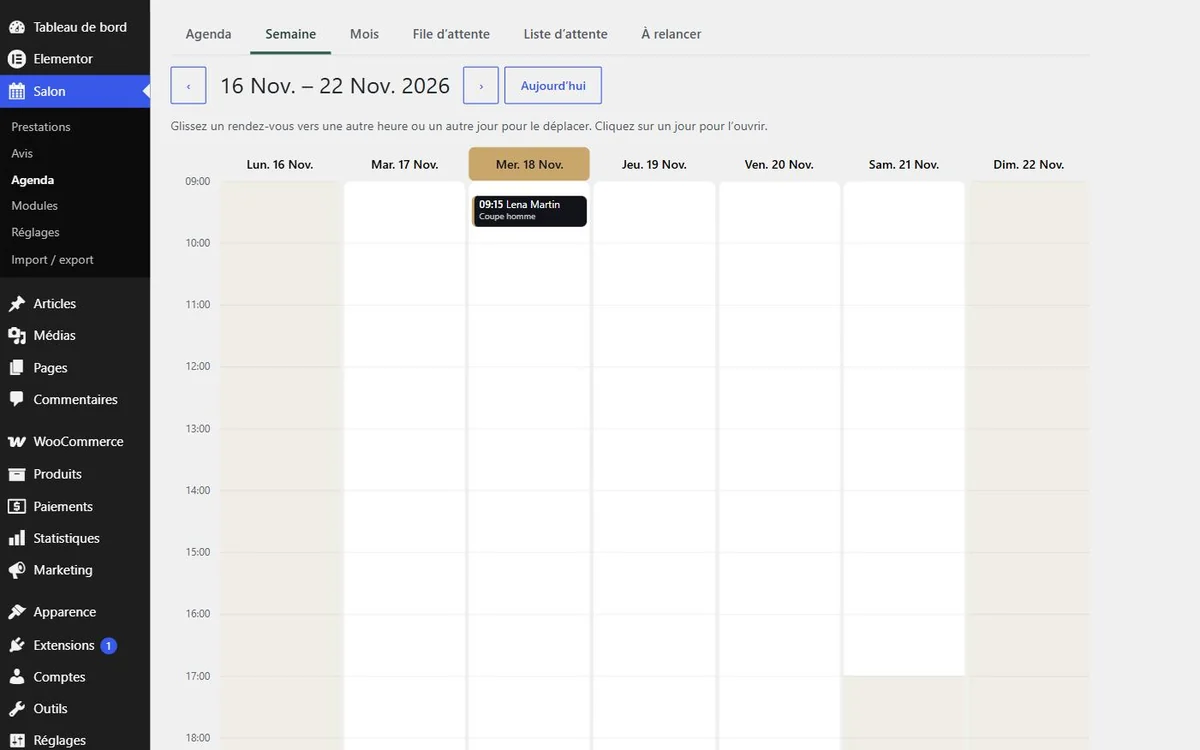 Tableau de bord
Elementor
Salon
Prestations
Avis
Agenda
Modules
Réglages
Import / export
Articles
Médias
Pages
Commentaires
WooCommerce
Produits
Paiements
Statistiques
Marketing
Apparence
Extensions 1
Comptes
Outils
Réglages
Agenda Semaine Mois File d’attente Liste d’attente À relancer
‹ 16 Nov. – 22 Nov. 2026 › Aujourd’hui
Glissez un rendez-vous vers une autre heure ou un autre jour pour le déplacer. Cliquez sur un jour pour l’ouvrir.
Lun. 16 Nov. Mar. 17 Nov. Mer. 18 Nov. Jeu. 19 Nov. Ven. 20 Nov. Sam. 21 Nov. Dim. 22 Nov.
09:00
09:15 Lena Martin
Coupe homme
10:00
11:00
12:00
13:00
14:00
15:00
16:00
17:00
18:00